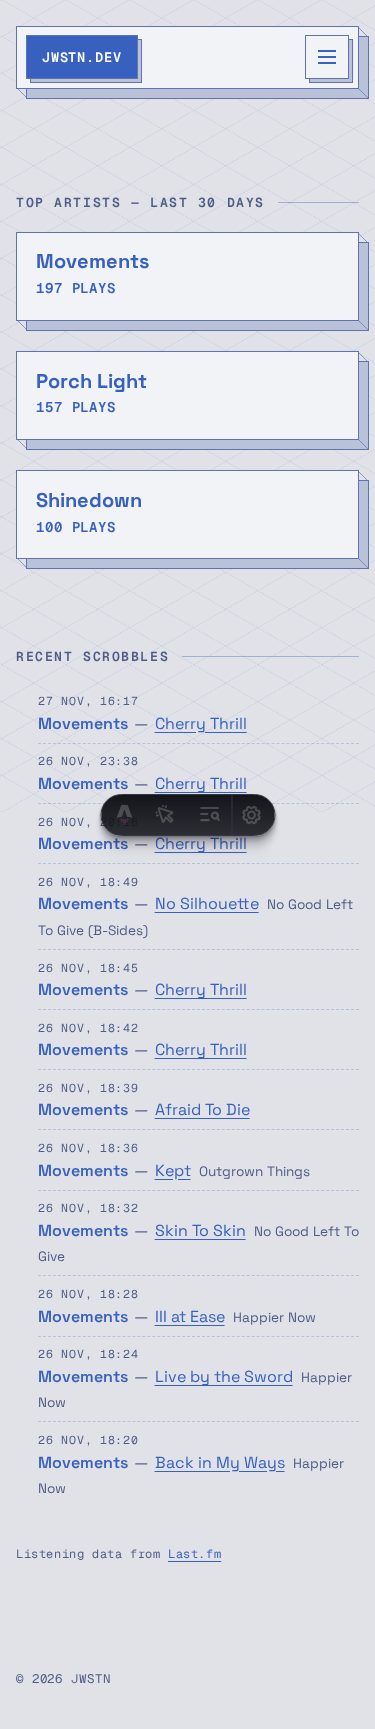 JWSTN.DEV
TOP ARTISTS — LAST 30 DAYS
Movements
197 PLAYS
Porch Light
157 PLAYS
Shinedown
100 PLAYS
RECENT SCROBBLES
27 NOV, 16:17
Movements — Cherry Thrill
26 NOV, 23:38
Movements — Cherry Thrill
26 NOV,
Movements — Cherry Thrill
26 NOV, 18:49
Movements — No Silhouette No Good Left
To Give (B-Sides)
26 NOV, 18:45
Movements — Cherry Thrill
26 NOV, 18:42
Movements — Cherry Thrill
26 NOV, 18:39
Movements — Afraid To Die
26 NOV, 18:36
Movements — Kept Outgrown Things
26 NOV, 18:32
Movements — Skin To Skin No Good Left To
Give
26 NOV, 18:28
Movements — Ill at Ease Happier Now
26 NOV, 18:24
Movements — Live by the Sword Happier
Now
26 NOV, 18:20
Movements — Back in My Ways Happier
Now
Listening data from Last.fm
© 2026 JWSTN